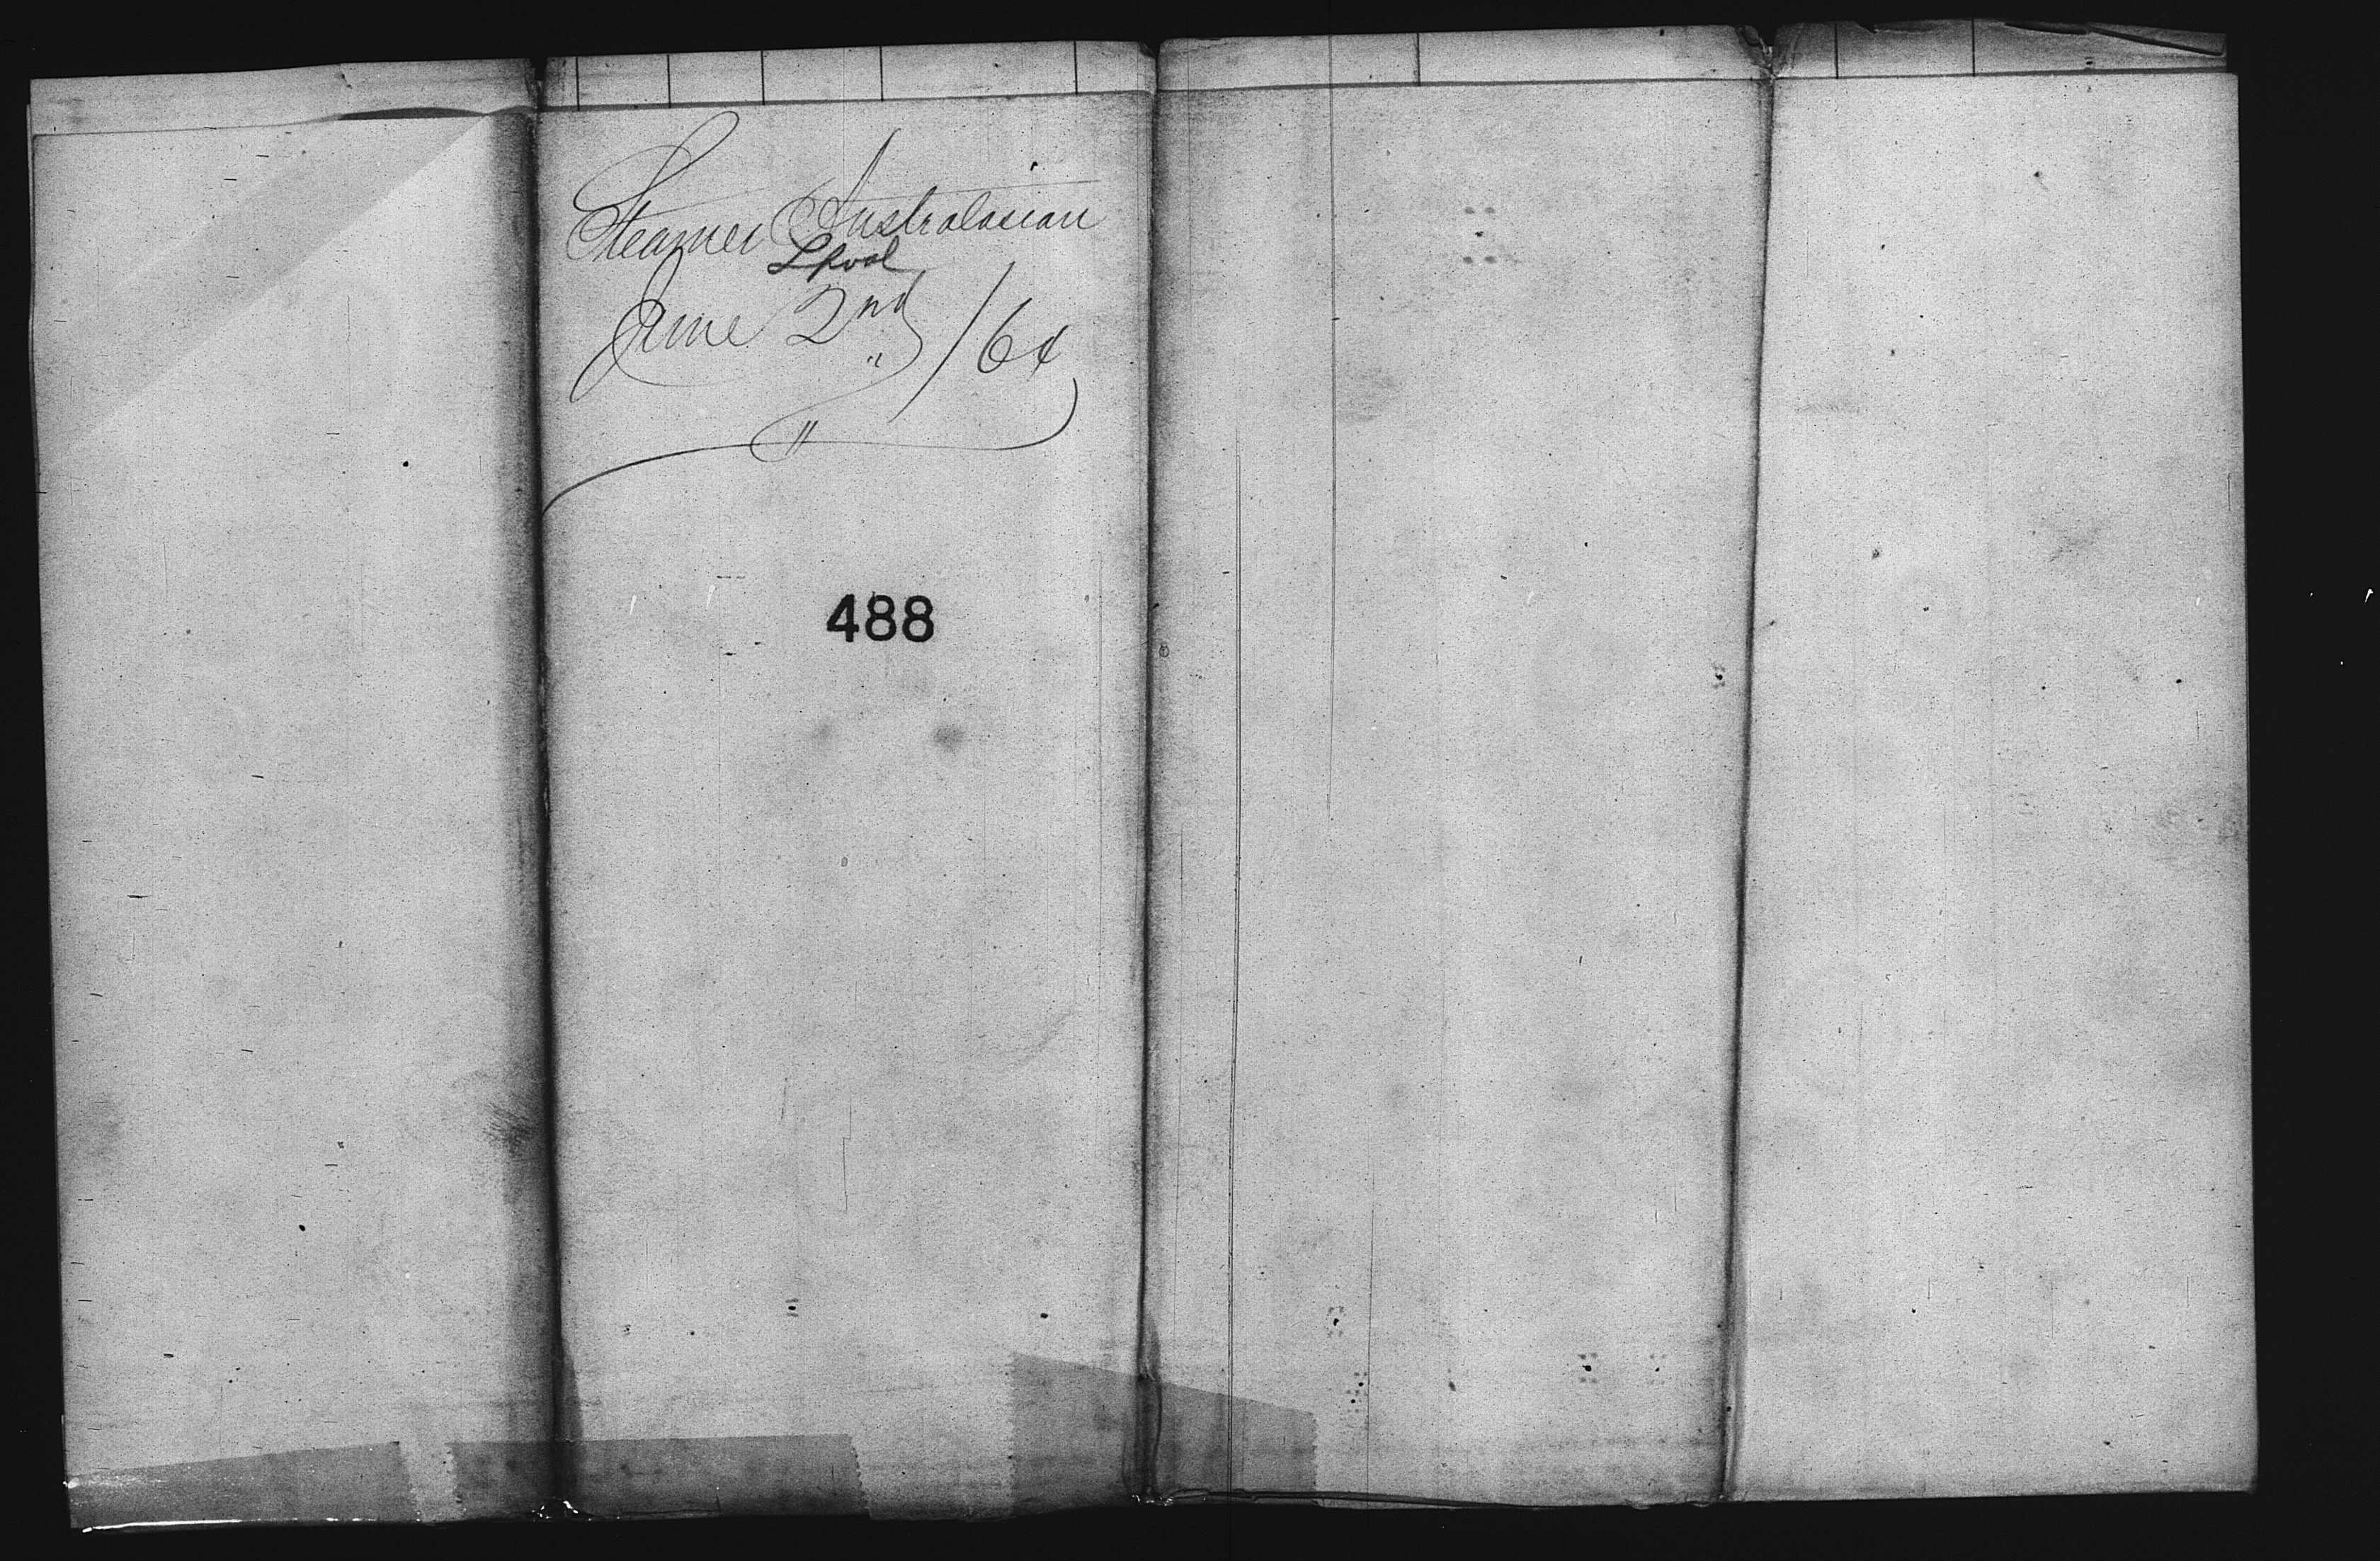 Steamer Australasian
Lpool
June 2nd /64
488